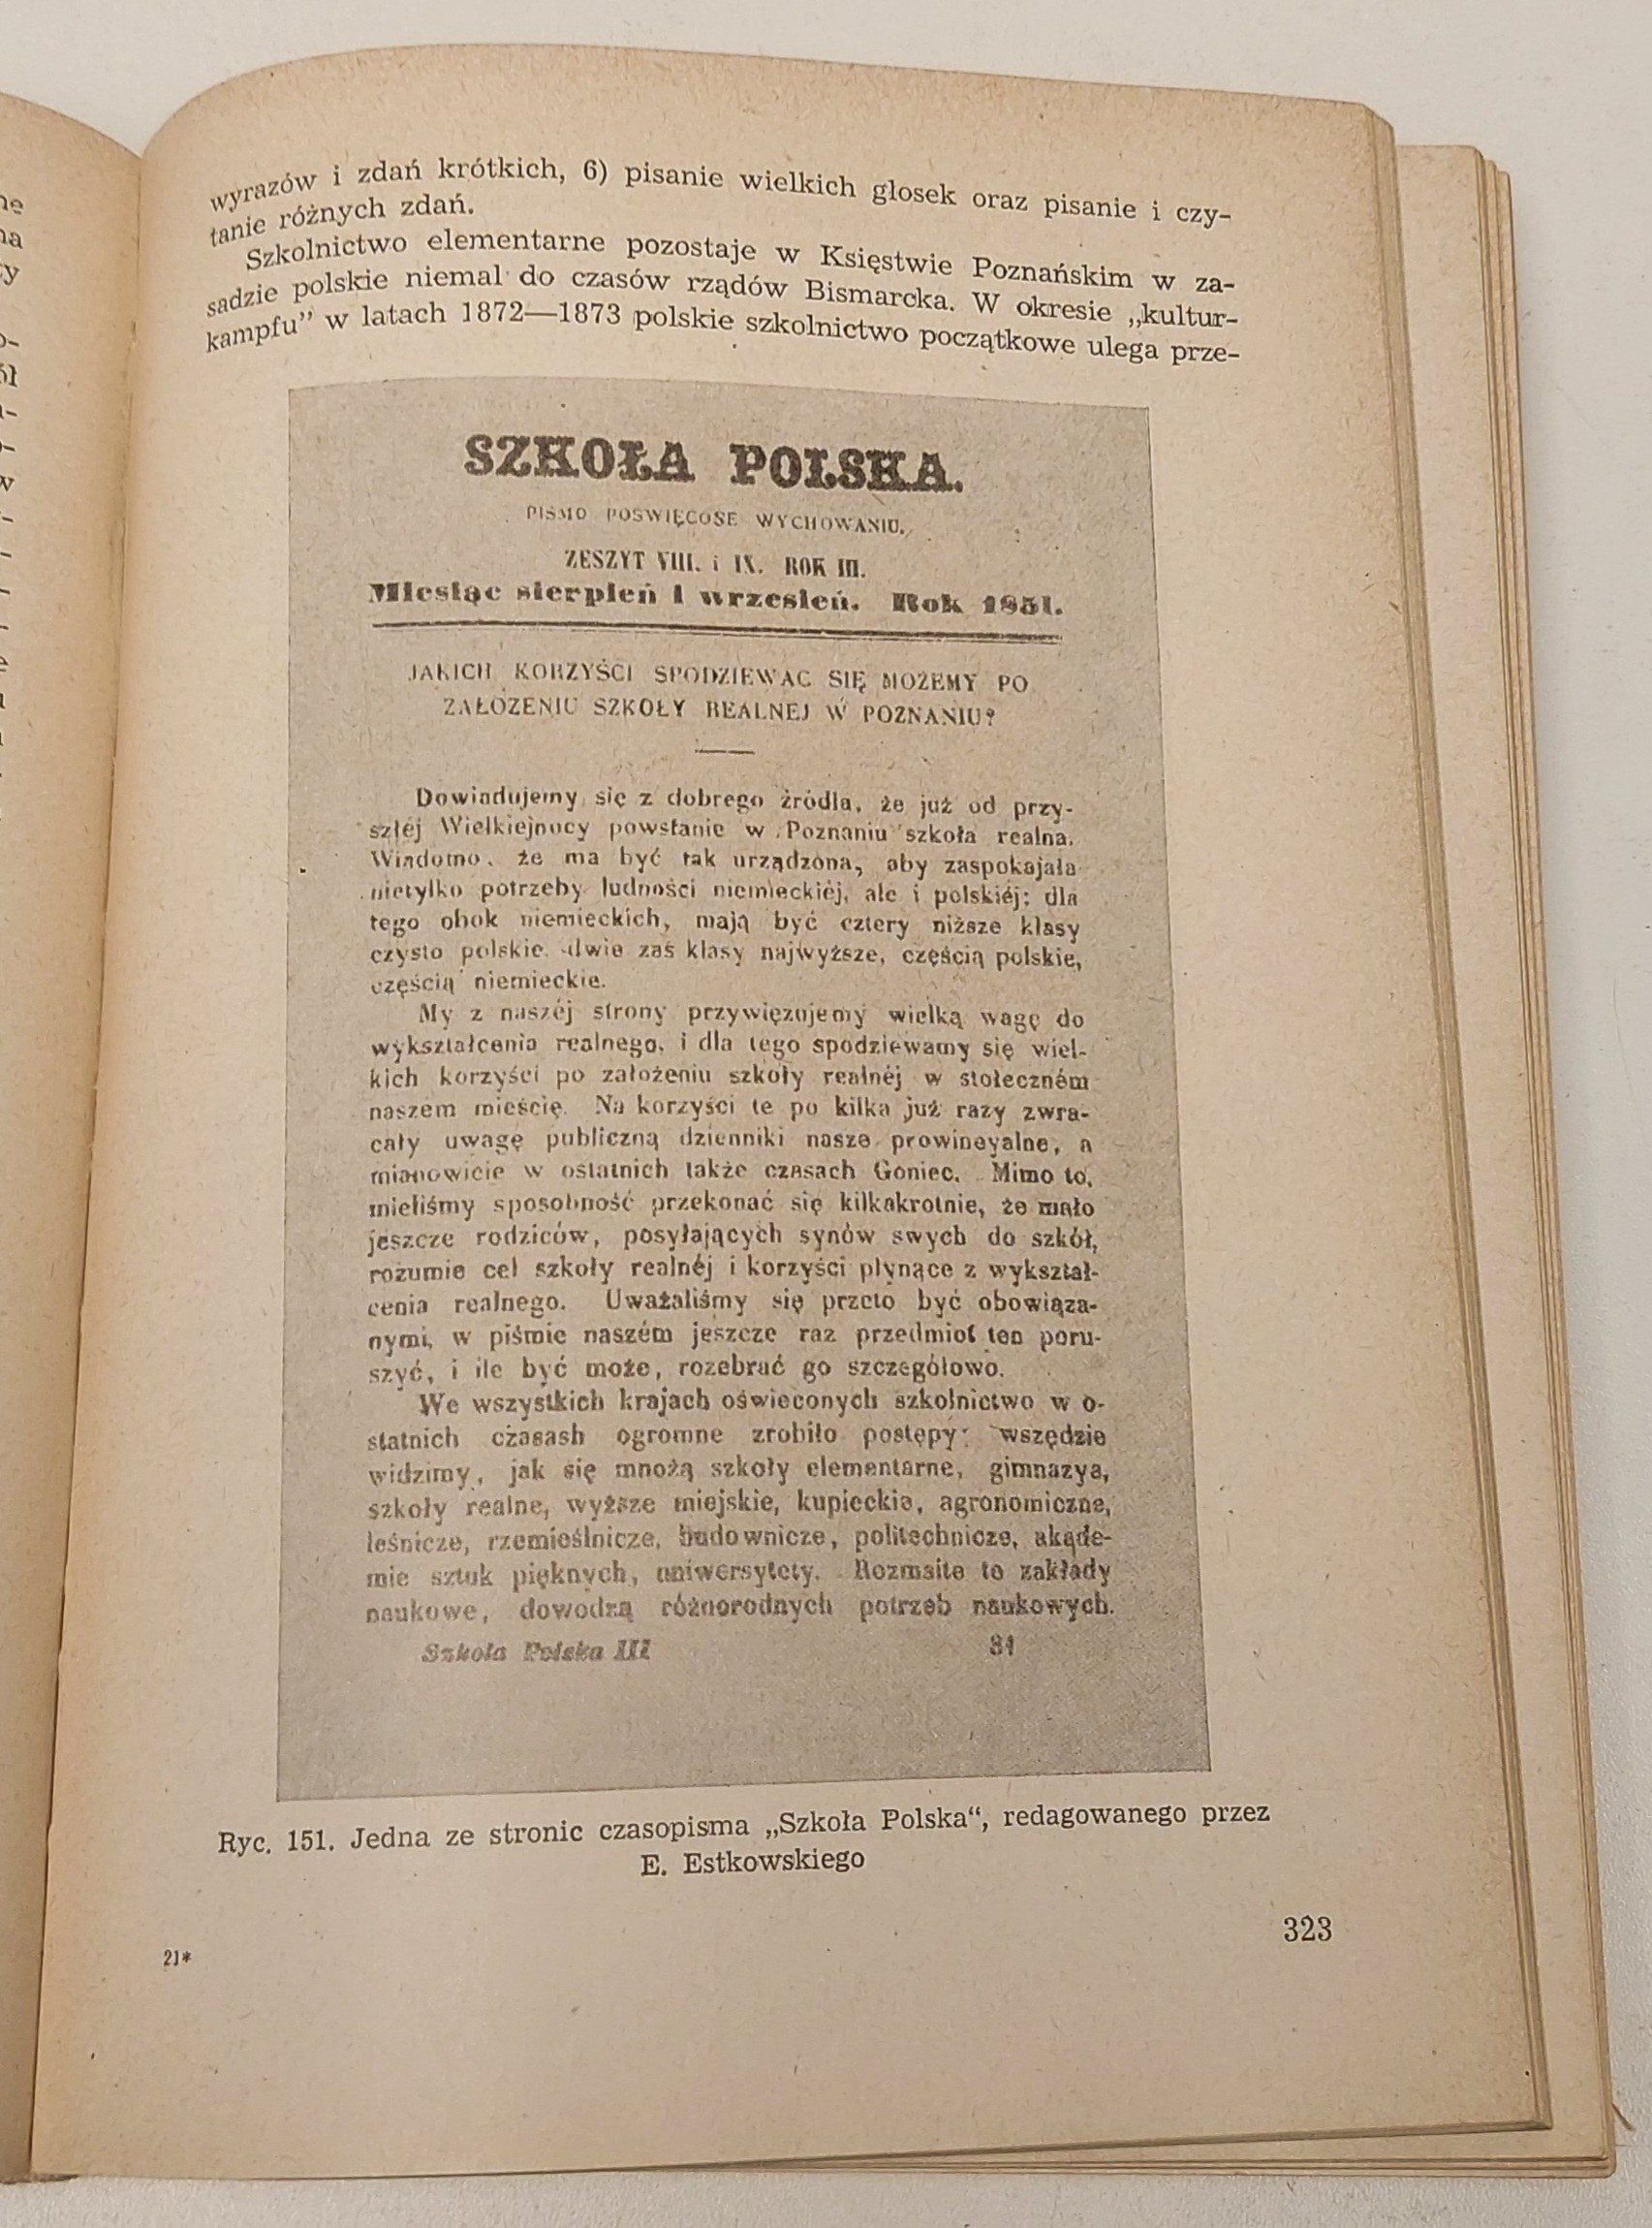 wyrazów i zdań krótkich, 6) pisanie wielkich głosek oraz pisanie i czy-
tanie różnych zdań.
Szkolnictwo elementarne pozostaje w Księstwie Poznańskim w za-
sadzie polskie niemal do czasów rządów Bismarcka. W okresie „kultur-
kampfu” w latach 1872—1873 polskie szkolnictwo początkowe ulega prze-
SZKOŁA POLSKA.
PISMO POSWIĘCONE WYCHOWANIU.
ZESZYT VIII. i IX. ROK III.
Miesiąc sierpień i wrzesień. Rok 1851.
JAKICH KORZYŚCI SPODZIEWAC SIĘ MOŻEMY PO
ZAŁOŻENIU SZKOŁY REALNEJ W POZNANIU?
Dowiadujemy się z dobrego źródła, że już od przy-
szłéj Wielkiejnocy powstanie w Poznaniu szkoła realna.
Wiadomo, że ma być tak urządzona, aby zaspokajała
nietylko potrzeby ludności niemieckiéj, ale i polskiéj; dla
tego obok niemieckich, mają być cztery niższe klasy
czysto polskie, dwie zaś klasy najwyższe, częścią polskie,
częścią niemieckie.
My z naszéj strony przywięzujemy wielką wagę do
wykształcenia realnego, i dla tego spodziewamy się wiel-
kich korzyści po założeniu szkoły realnéj w stołeczném
naszem mieście. Na korzyści te po kilka już razy zwra-
cały uwagę publiczną dzienniki nasze prowincyalne, a
mianowicie w ostatnich także czasach Goniec. Mimo to,
mieliśmy sposobność przekonać się kilkakrotnie, że mało
jeszcze rodziców, posyłających synów swych do szkół,
rozumie cel szkoły realnéj i korzyści płynące z wykształ-
cenia realnego. Uważaliśmy się przeto być obowiąza-
nymi, w piśmie naszém jeszcze raz przedmiot ten poru-
szyć, i ile być może, rozebrać go szczegółowo.
We wszystkich krajach oświeconych szkolnictwo w o-
statnich czasash ogromne zrobiło postępy; wszędzie
widzimy, jak się mnożą szkoły elementarne, gimnazya,
szkoły realne, wyższe miejskie, kupieckie, agronomiczne,
leśnicze, rzemieślnicze, budownicze, politechnicze, akade-
mie sztuk pięknych, uniwersytety. Rozmaite to zakłady
naukowe, dowodzą różnorodnych potrzeb naukowych.
Szkoła Polska III 31
Ryc. 151. Jedna ze stronic czasopisma „Szkoła Polska“, redagowanego przez
E. Estkowskiego
323
21*